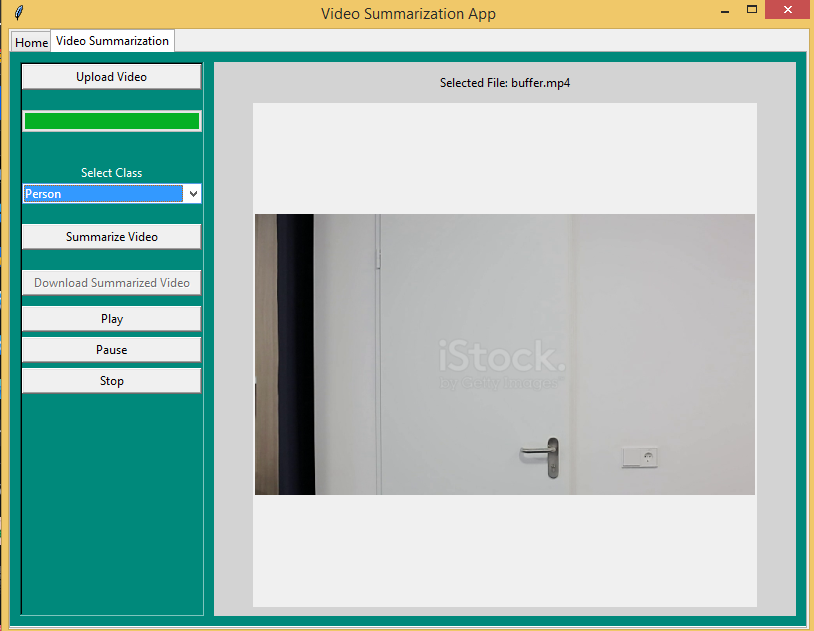 Video Summarization App
Home
Video Summarization
Upload Video
Select Class
Person
Summarize Video
Download Summarized Video
Play
Pause
Stop
Selected File: buffer.mp4
iStock.
by Getty Images